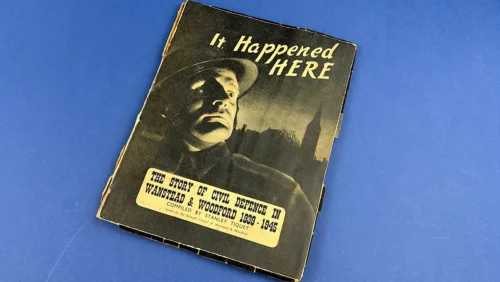 It Happened
HERE
THE STORY OF CIVIL DEFENCE IN
WANSTEAD & WOODFORD 1939 - 1945
COMPILED BY STANLEY TIQUET